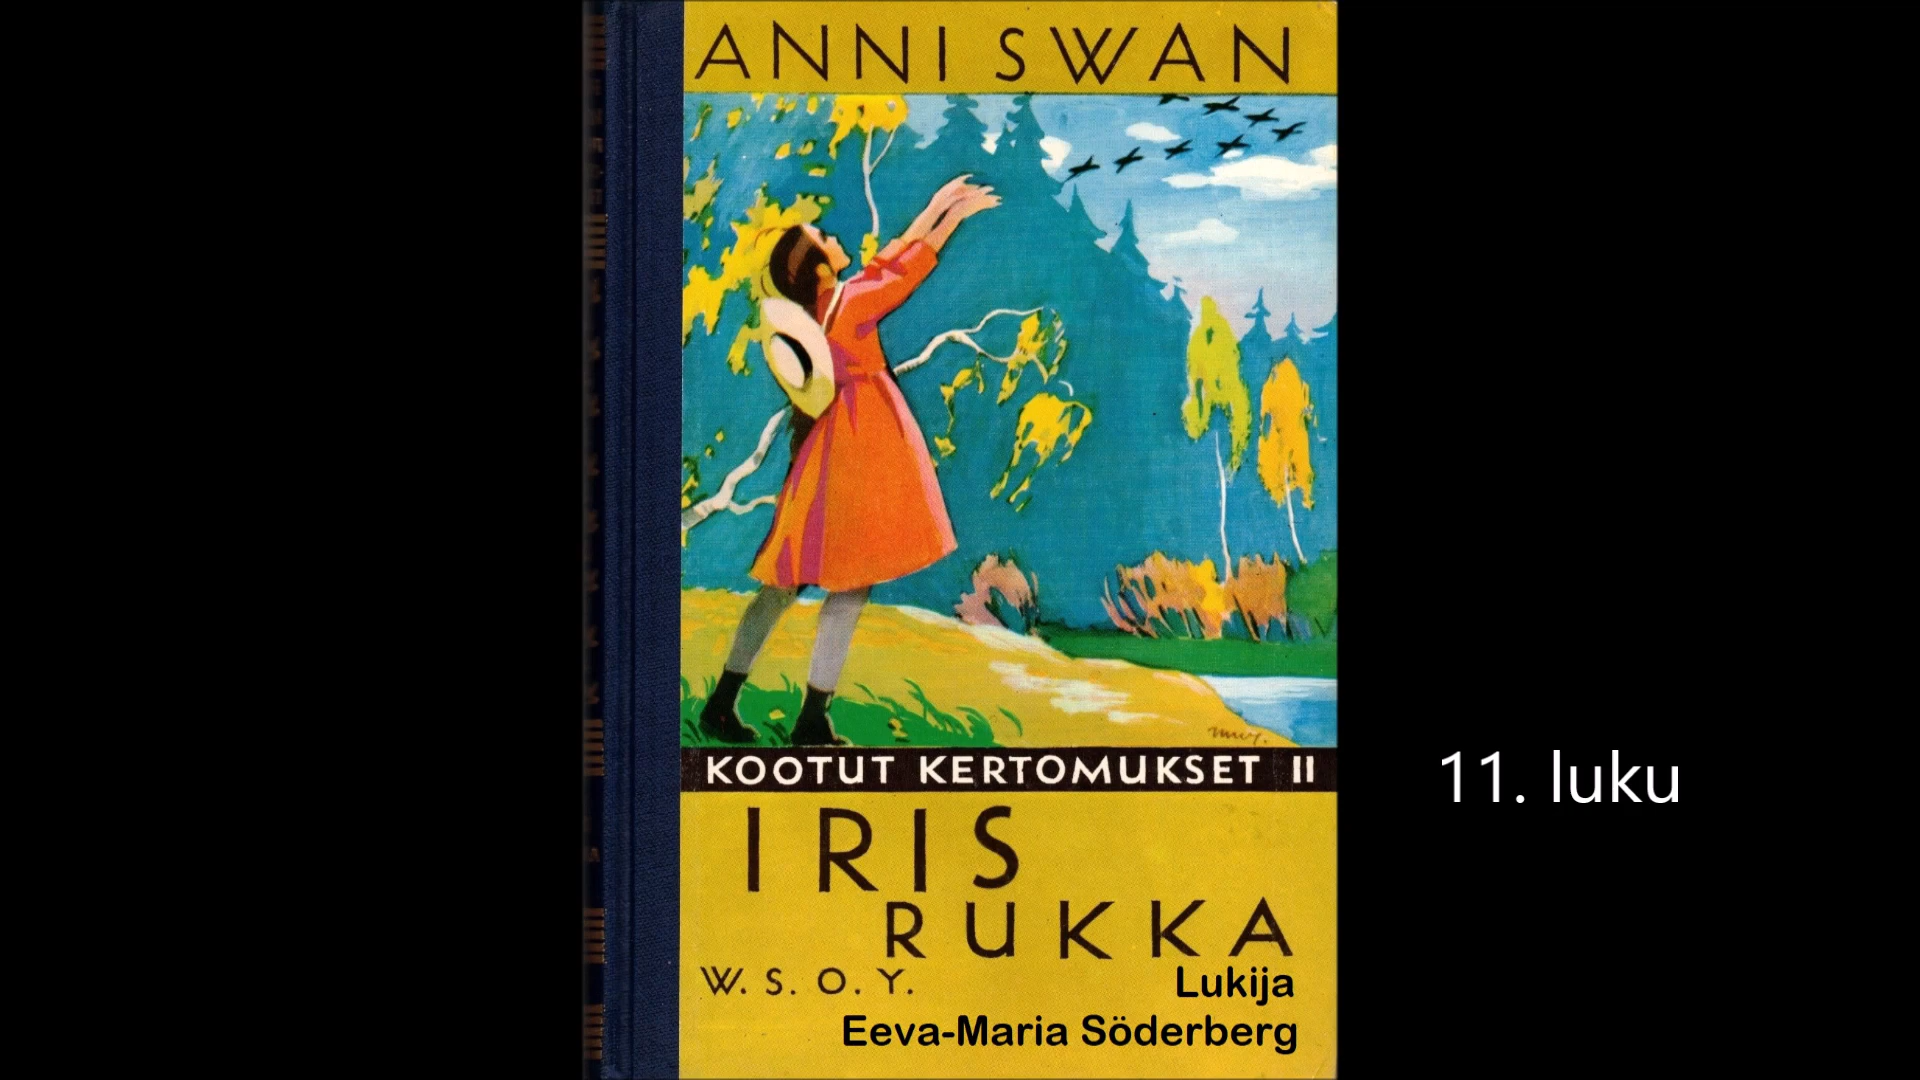 ANNI SWAN
KOOTUT KERTOMUKSET II
IRIS
RUKKA
W. S. O. Y.
Lukija
Eeva-Maria Söderberg
11. luku